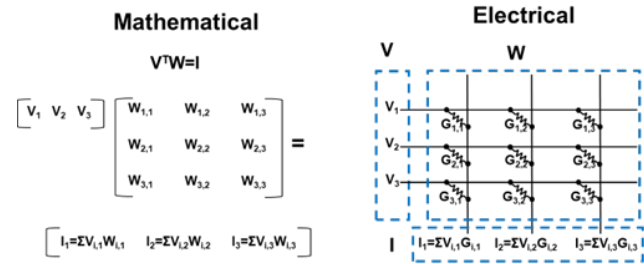 Mathematical
VᵀW=I
[ V₁ V₂ V₃ ]
W₁,₁ W₁,₂ W₁,₃
W₂,₁ W₂,₂ W₂,₃
W₃,₁ W₃,₂ W₃,₃
=
I₁=ΣVᵢ,₁Wᵢ,₁ I₂=ΣVᵢ,₂Wᵢ,₂ I₃=ΣVᵢ,₃Wᵢ,₃
Electrical
V W
V₁
G₁,₁ G₁,₂ G₁,₃
V₂
G₂,₁ G₂,₂ G₂,₃
V₃
G₃,₁ G₃,₂ G₃,₃
I I₁=ΣVᵢ,₁Gᵢ,₁ I₂=ΣVᵢ,₂Gᵢ,₂ I₃=ΣVᵢ,₃Gᵢ,₃